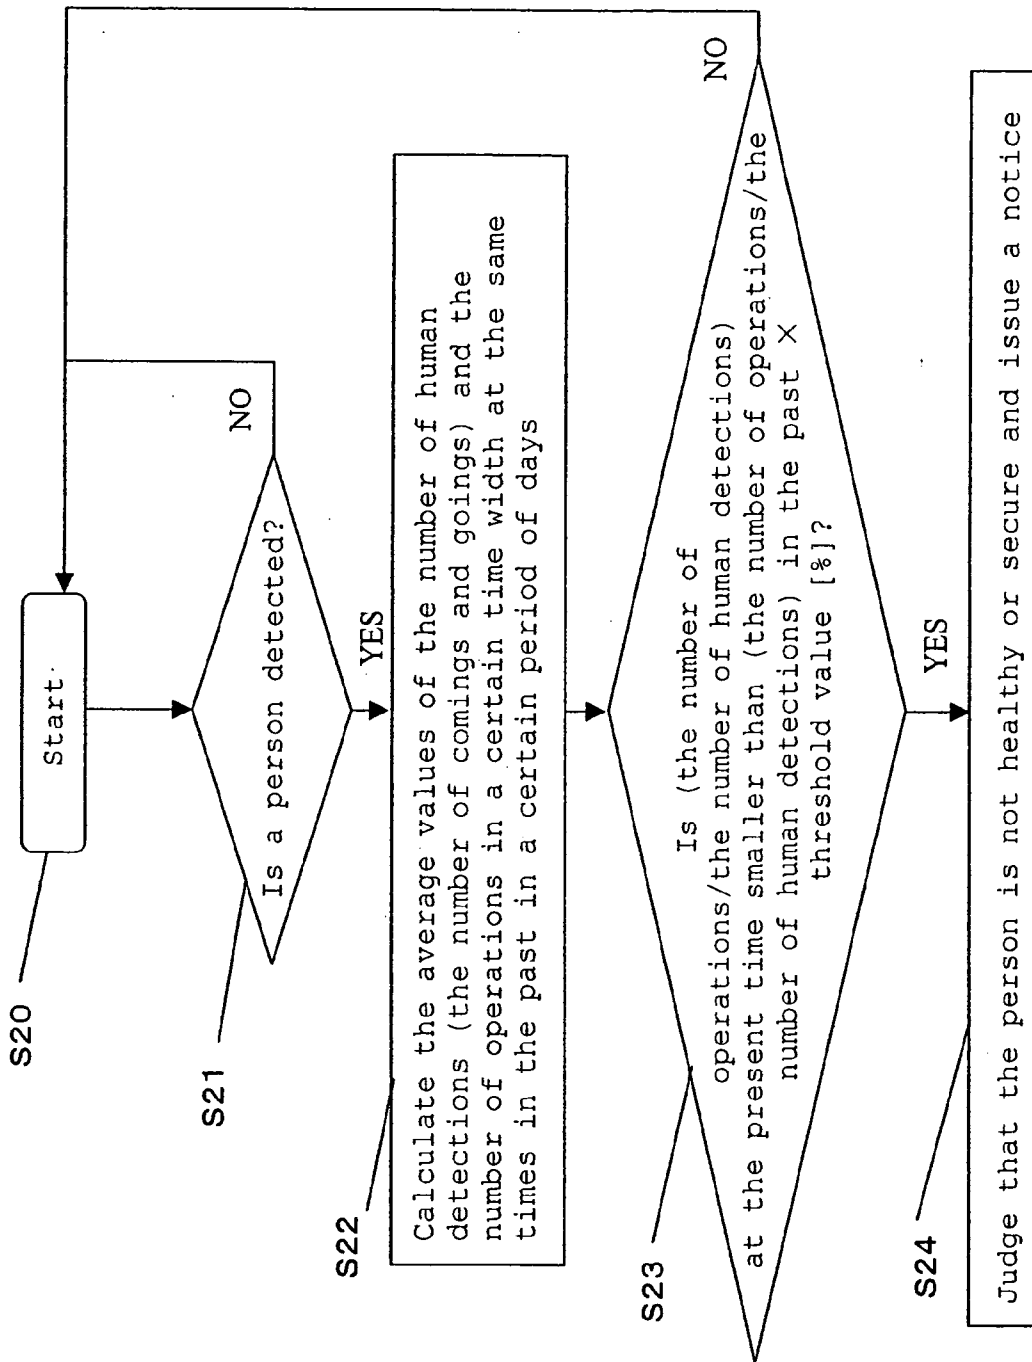 S20
Start
S21
Is a person detected?
NO
YES
S22
Calculate the average values of the number of human
detections (the number of comings and goings) and the
number of operations in a certain time width at the same
times in the past in a certain period of days
S23
Is (the number of
operations/the number of human detections)
at the present time smaller than (the number of operations/the
number of human detections) in the past ×
threshold value [%]?
NO
YES
S24
Judge that the person is not healthy or secure and issue a notice